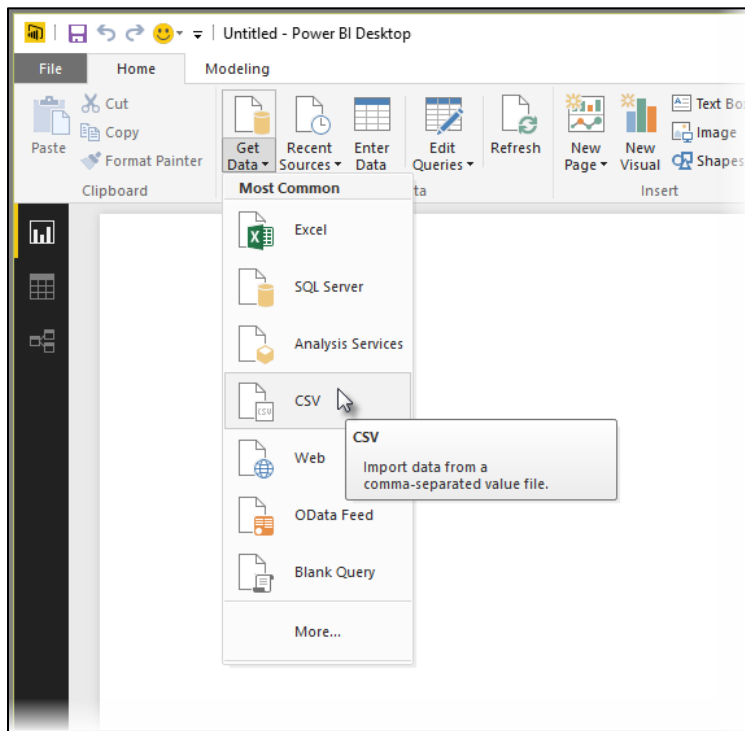 Untitled - Power BI Desktop
File Home Modeling
Cut
Copy
Format Painter
Paste
Get Data
Recent Sources
Enter Data
Edit Queries
Refresh
New Page
New Visual
Text Bo
Image
Shapes
Clipboard
ta
Insert
Most Common
Excel
SQL Server
Analysis Services
CSV
CSV
Web
OData Feed
Blank Query
More...
CSV
Import data from a
comma-separated value file.